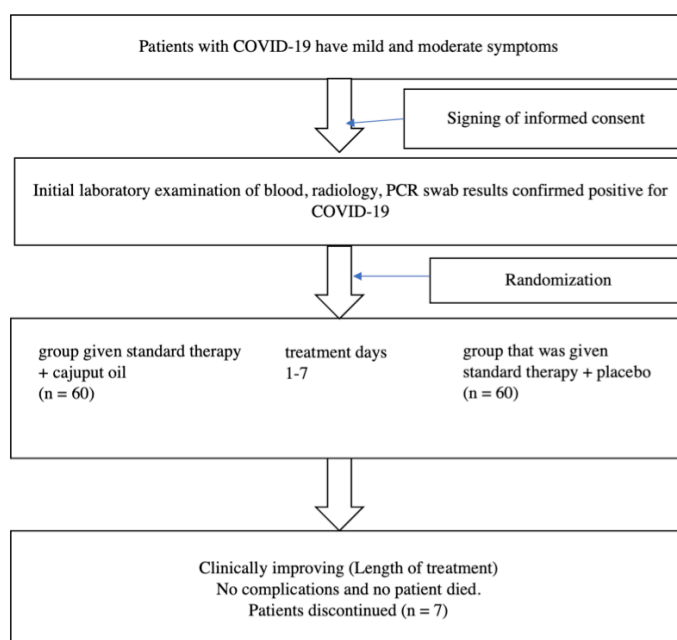 Patients with COVID-19 have mild and moderate symptoms
Signing of informed consent
Initial laboratory examination of blood, radiology, PCR swab results confirmed positive for
COVID-19
Randomization
group given standard therapy
+ cajuput oil
(n = 60)
treatment days
1-7
group that was given
standard therapy + placebo
(n = 60)
Clinically improving (Length of treatment)
No complications and no patient died.
Patients discontinued (n = 7)